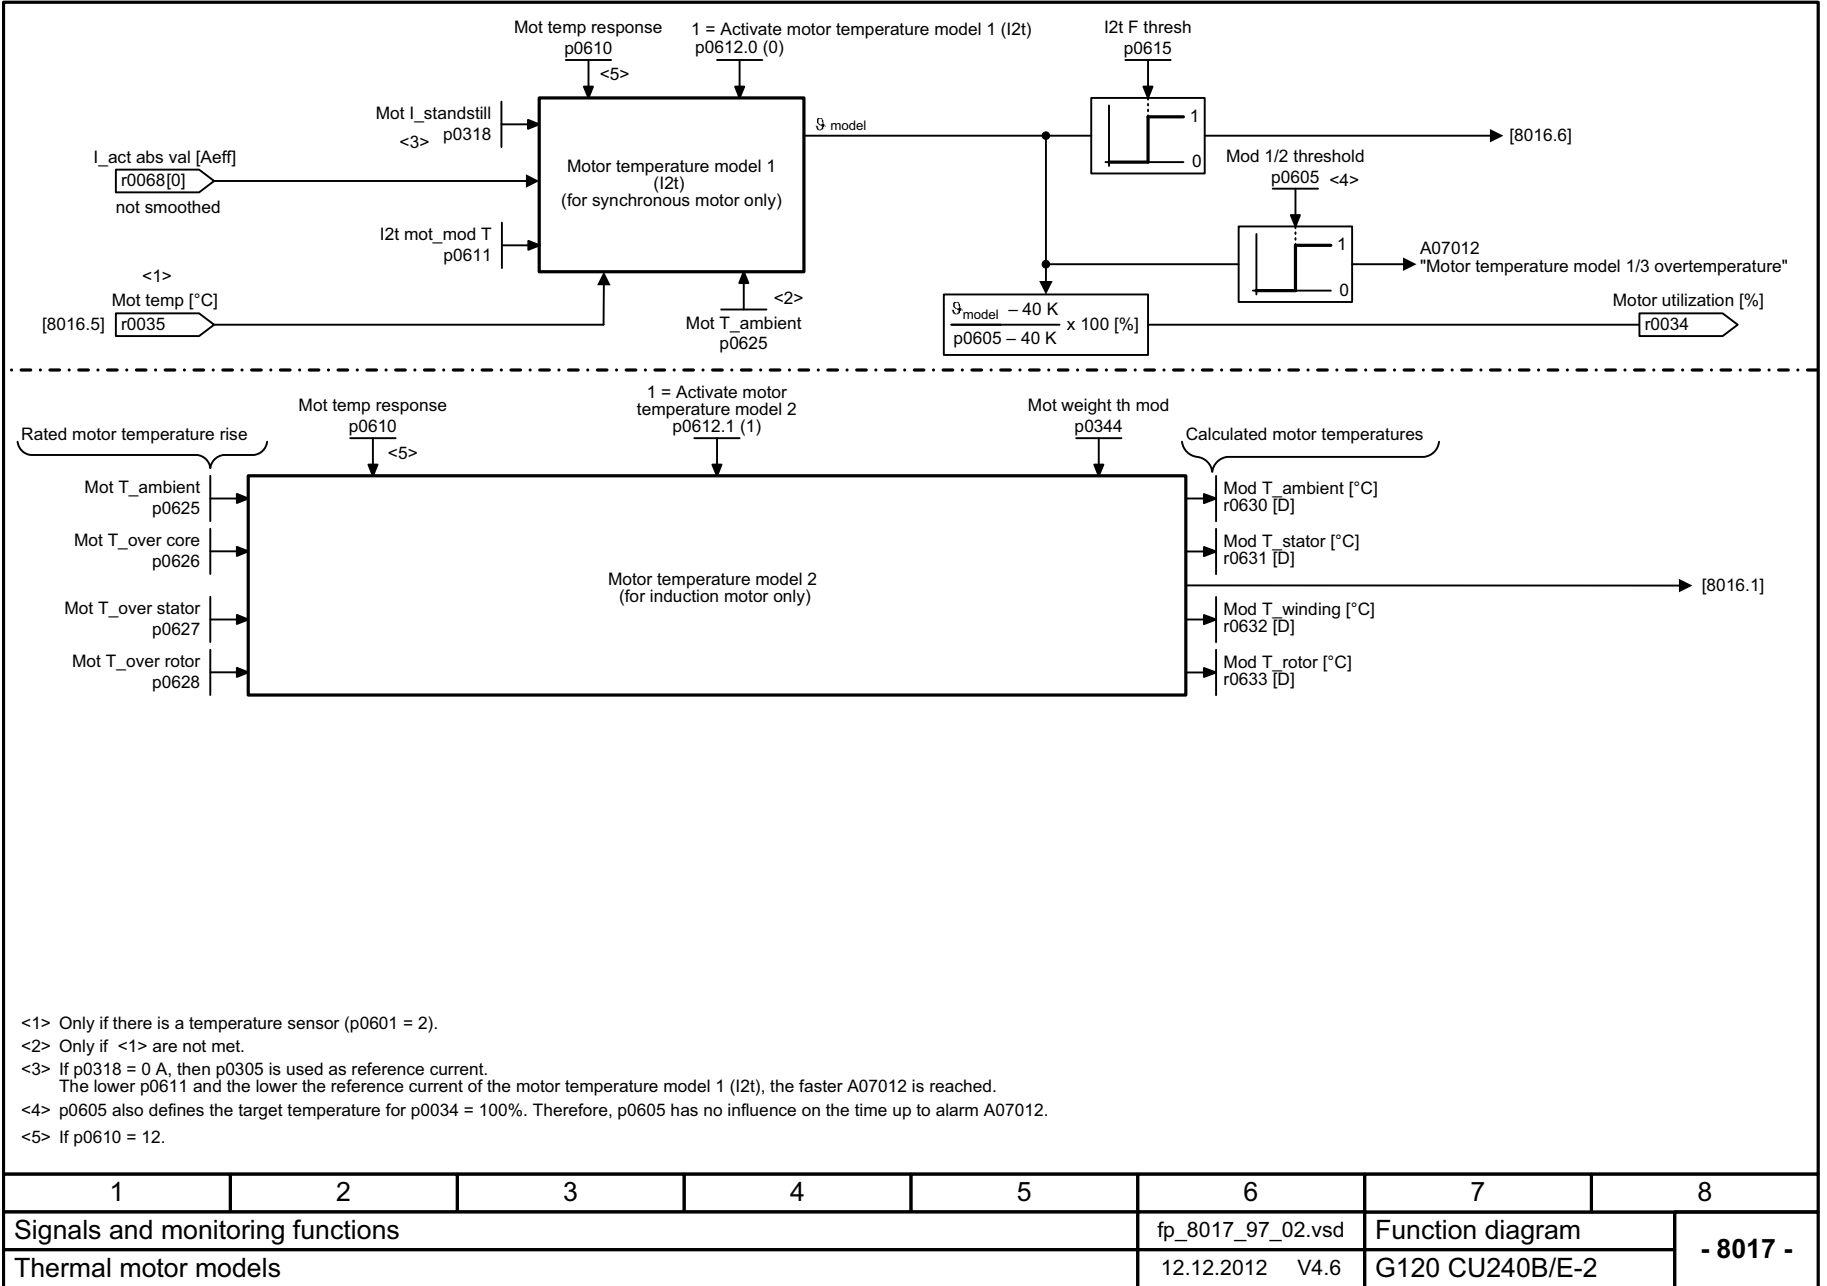 Mot temp response
p0610
<5>
1 = Activate motor temperature model 1 (I2t)
p0612.0 (0)
I2t F thresh
p0615
Mot I_standstill
<3> p0318
I_act abs val [Aeff]
r0068[0]
not smoothed
I2t mot_mod T
p0611
<1>
Mot temp [°C]
[8016.5] r0035
Motor temperature model 1
(I2t)
(for synchronous motor only)
<2>
Mot T_ambient
p0625
ϑ model
1
0
[8016.6]
Mod 1/2 threshold
p0605 <4>
1
0
A07012
"Motor temperature model 1/3 overtemperature"
ϑmodel – 40 K
p0605 – 40 K
x 100 [%]
Motor utilization [%]
r0034
Mot temp response
p0610
<5>
1 = Activate motor
temperature model 2
p0612.1 (1)
Mot weight th mod
p0344
Rated motor temperature rise
Calculated motor temperatures
Mot T_ambient
p0625
Mot T_over core
p0626
Mot T_over stator
p0627
Mot T_over rotor
p0628
Motor temperature model 2
(for induction motor only)
Mod T_ambient [°C]
r0630 [D]
Mod T_stator [°C]
r0631 [D]
[8016.1]
Mod T_winding [°C]
r0632 [D]
Mod T_rotor [°C]
r0633 [D]
<1> Only if there is a temperature sensor (p0601 = 2).
<2> Only if <1> are not met.
<3> If p0318 = 0 A, then p0305 is used as reference current.
The lower p0611 and the lower the reference current of the motor temperature model 1 (I2t), the faster A07012 is reached.
<4> p0605 also defines the target temperature for p0034 = 100%. Therefore, p0605 has no influence on the time up to alarm A07012.
<5> If p0610 = 12.
1 2 3 4 5 6 7 8
Signals and monitoring functions
fp_8017_97_02.vsd
Function diagram
- 8017 -
Thermal motor models
12.12.2012 V4.6
G120 CU240B/E-2